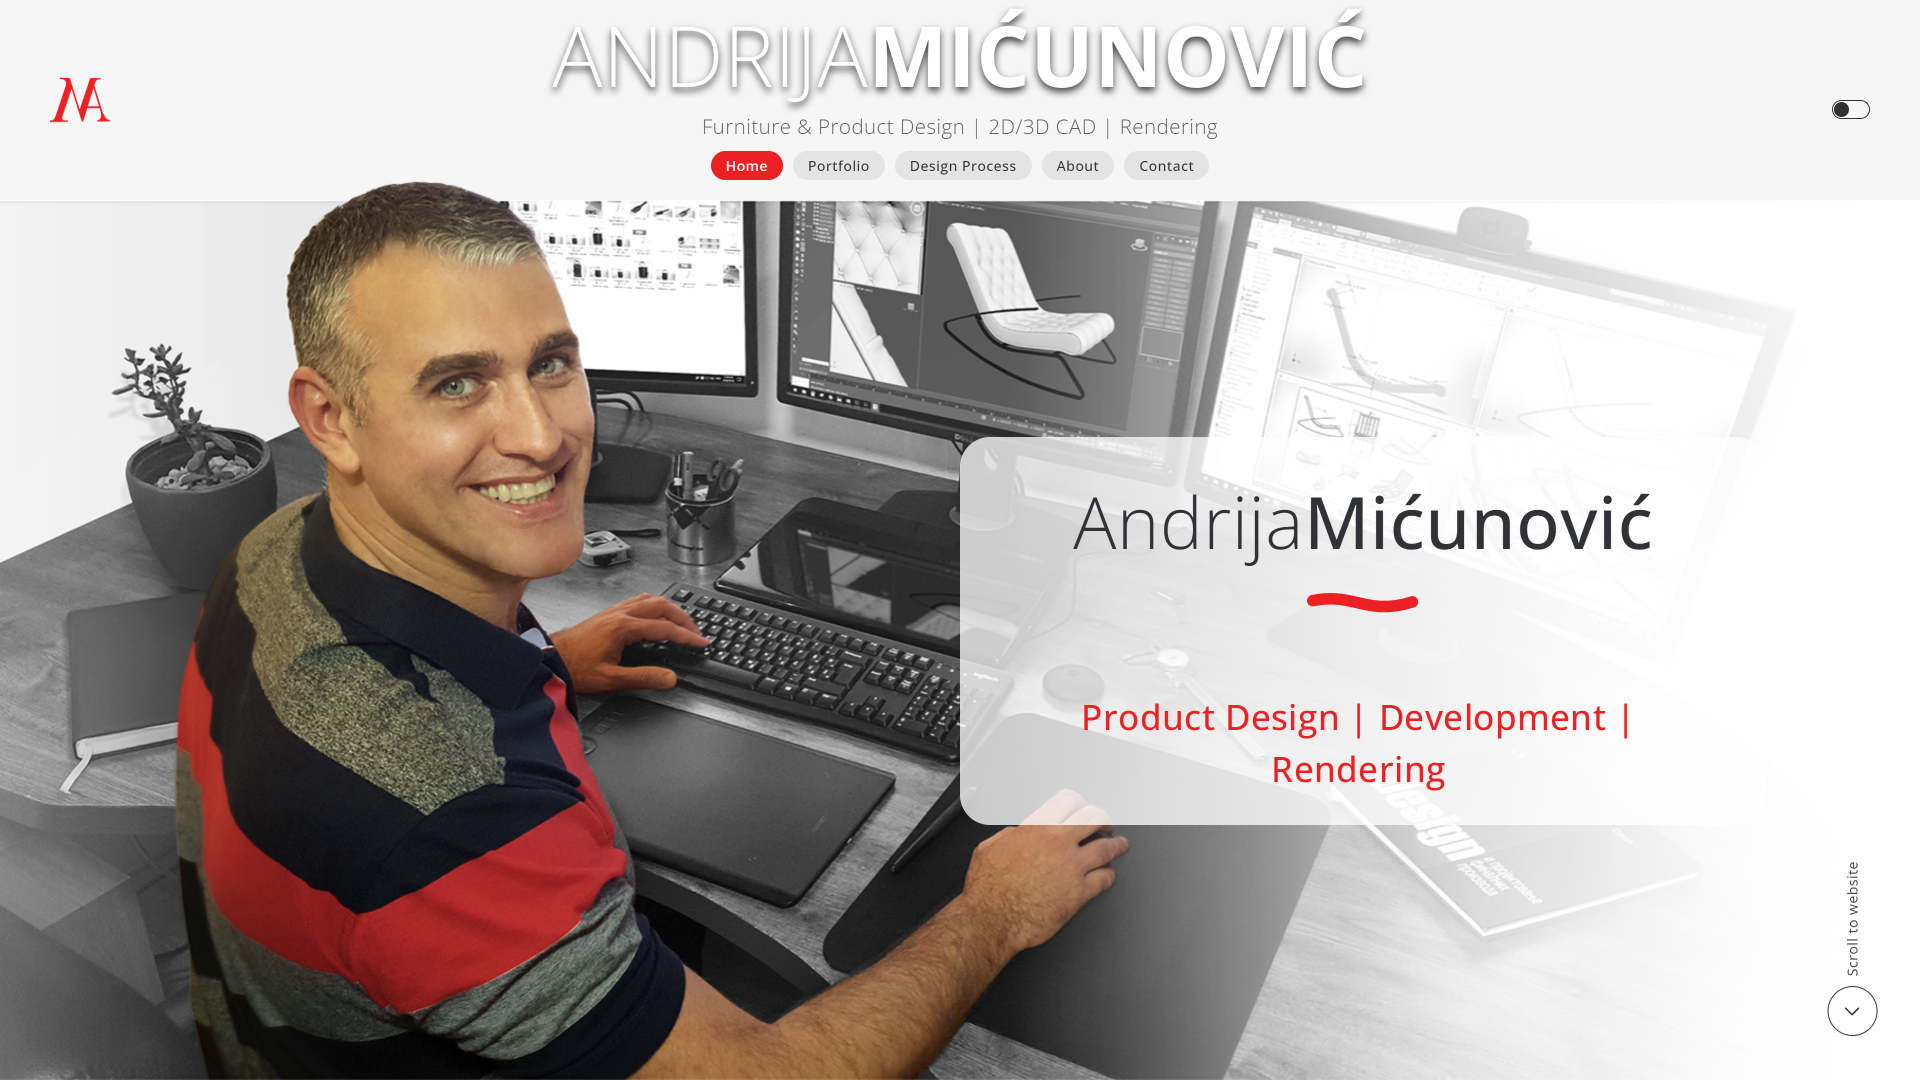 ANDRIJAMIĆUNOVIĆ
Furniture & Product Design | 2D/3D CAD | Rendering
Home
Portfolio
Design Process
About
Contact
AndrijaMićunović
Product Design | Development |
Rendering
design
Scroll to website